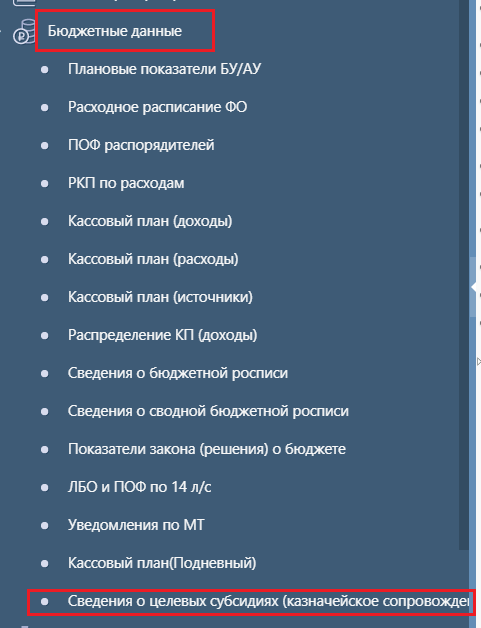 Бюджетные данные
Плановые показатели БУ/АУ
Расходное расписание ФО
ПОФ распорядителей
РКП по расходам
Кассовый план (доходы)
Кассовый план (расходы)
Кассовый план (источники)
Распределение КП (доходы)
Сведения о бюджетной росписи
Сведения о сводной бюджетной росписи
Показатели закона (решения) о бюджете
ЛБО и ПОФ по 14 л/с
Уведомления по МТ
Кассовый план(Подневный)
Сведения о целевых субсидиях (казначейское сопровожде